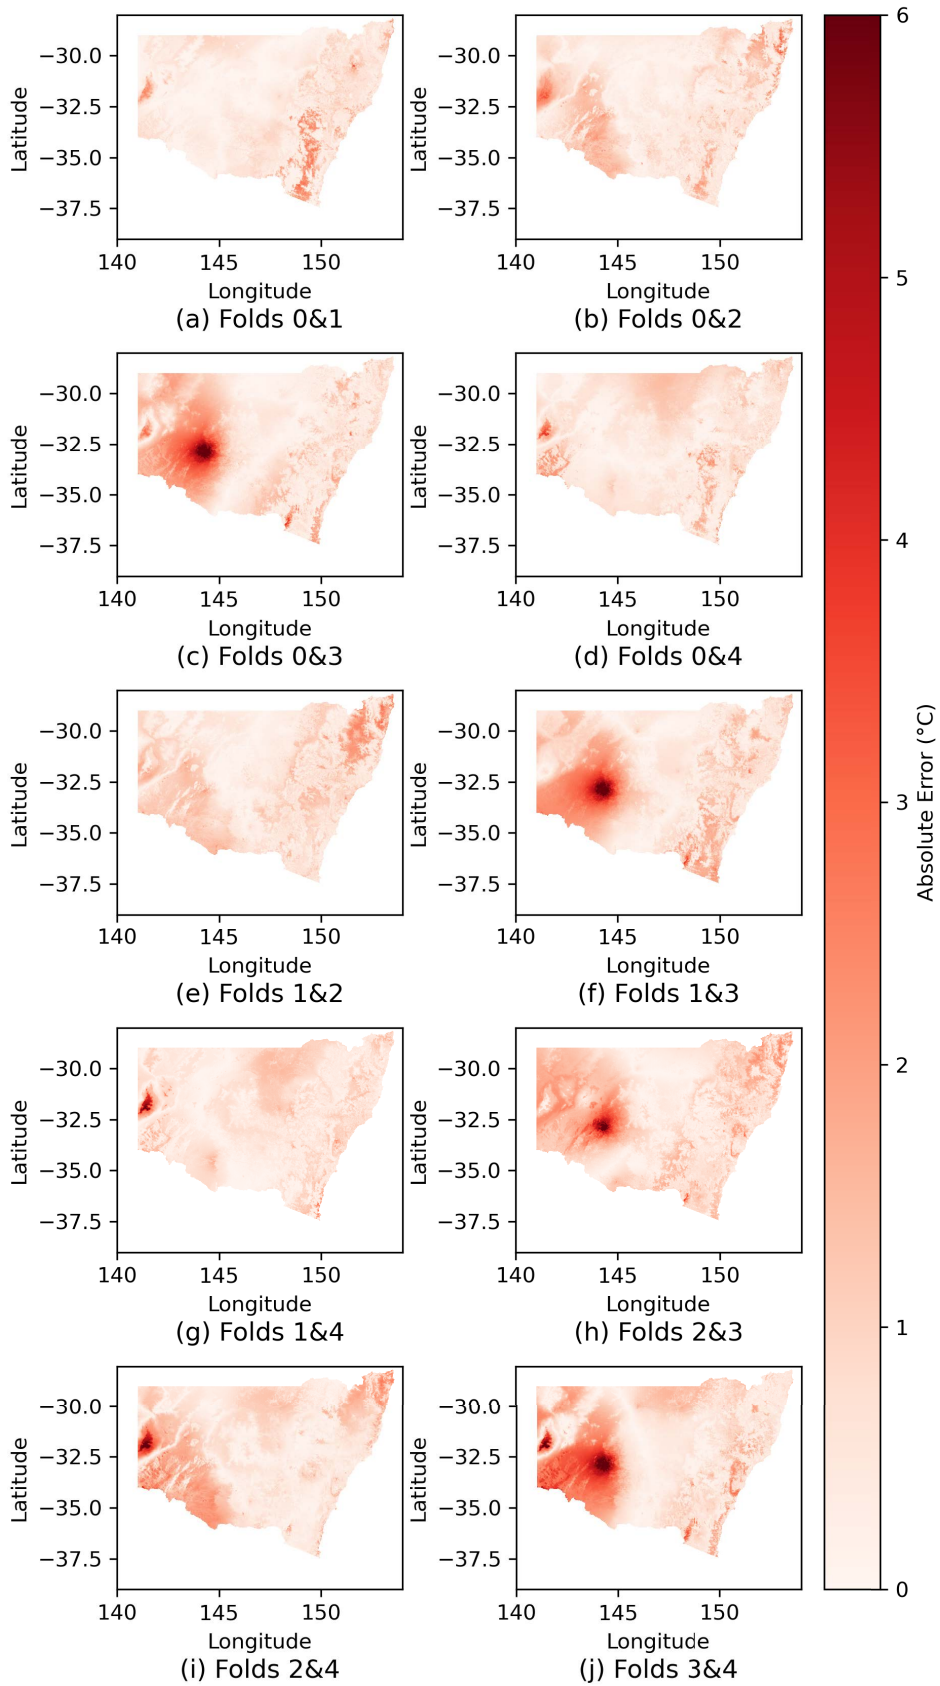 −30.0
−32.5
−35.0
−37.5
Latitude
140
145
150
Longitude
(a) Folds 0&1
−30.0
−32.5
−35.0
−37.5
Latitude
140
145
150
Longitude
(b) Folds 0&2
−30.0
−32.5
−35.0
−37.5
Latitude
140
145
150
Longitude
(c) Folds 0&3
−30.0
−32.5
−35.0
−37.5
Latitude
140
145
150
Longitude
(d) Folds 0&4
−30.0
−32.5
−35.0
−37.5
Latitude
140
145
150
Longitude
(e) Folds 1&2
−30.0
−32.5
−35.0
−37.5
Latitude
140
145
150
Longitude
(f) Folds 1&3
−30.0
−32.5
−35.0
−37.5
Latitude
140
145
150
Longitude
(g) Folds 1&4
−30.0
−32.5
−35.0
−37.5
Latitude
140
145
150
Longitude
(h) Folds 2&3
−30.0
−32.5
−35.0
−37.5
Latitude
140
145
150
Longitude
(i) Folds 2&4
−30.0
−32.5
−35.0
−37.5
Latitude
140
145
150
Longitude
(j) Folds 3&4
6
5
4
3
2
1
0
Absolute Error (°C)